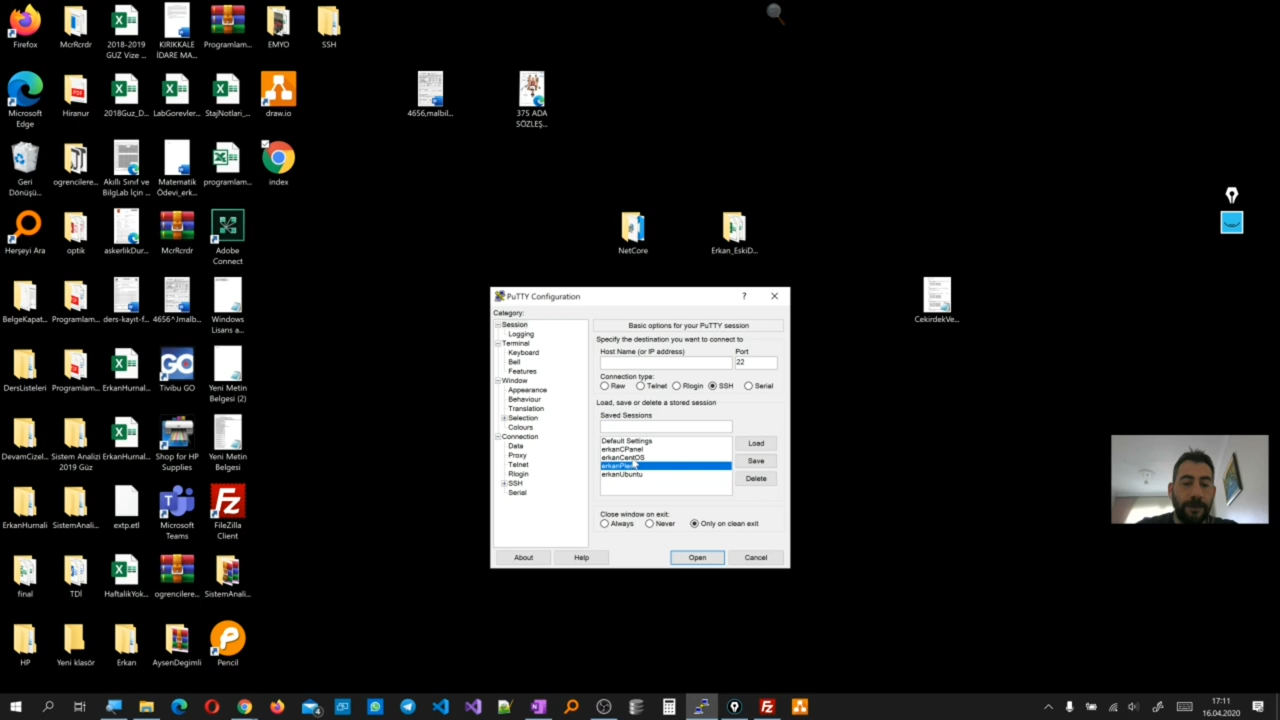 Firefox
McrRcrdr
2018-2019
GUZ Vize ...
KIRIKKALE
İDARE MA...
Programlam...
EMYO
SSH
Microsoft
Edge
Hiranur
2018Guz_D...
LabGorevler...
StajNotlari_...
draw.io
4656,malbil...
375 ADA
SÖZLEŞ...
Geri
Dönüşü...
ogrencilere...
Akıllı Sınıf ve
BilgLab İçin ...
Matematik
Ödevi_erk...
programlam...
index
Herşeyi Ara
optik
askerlikDur...
McrRcrdr
Adobe
Connect
NetCore
Erkan_EskiD...
BelgeKapat...
Programlam...
ders-kayıt-f...
4656^Jmalb...
Windows
Lisans a...
CekirdekVe...
DersListeleri
Programlam...
ErkanHurnal...
Tivibu GO
Yeni Metin
Belgesi (2)
DevamCizel...
Sistem Analizi
2019 Güz
ErkanHurnal...
Shop for HP
Supplies
Yeni Metin
Belgesi
ErkanHurnali
SistemAnali...
extp.etl
Microsoft
Teams
FileZilla
Client
final
TDİ
HaftalikYok...
ogrencilere...
SistemAnali...
HP
Yeni klasör
Erkan
AysenDegimli
Pencil
PuTTY Configuration
Category:
Session
Logging
Terminal
Keyboard
Bell
Features
Window
Appearance
Behaviour
Translation
Selection
Colours
Connection
Data
Proxy
Telnet
Rlogin
SSH
Serial
Basic options for your PuTTY session
Specify the destination you want to connect to
Host Name (or IP address) Port
22
Connection type:
Raw Telnet Rlogin SSH Serial
Load, save or delete a stored session
Saved Sessions
Default Settings
erkanCPanel
erkanCentOS
erkanUbuntu
Load
Save
Delete
Close window on exit:
Always Never Only on clean exit
About Help Open Cancel
17:11
16.04.2020